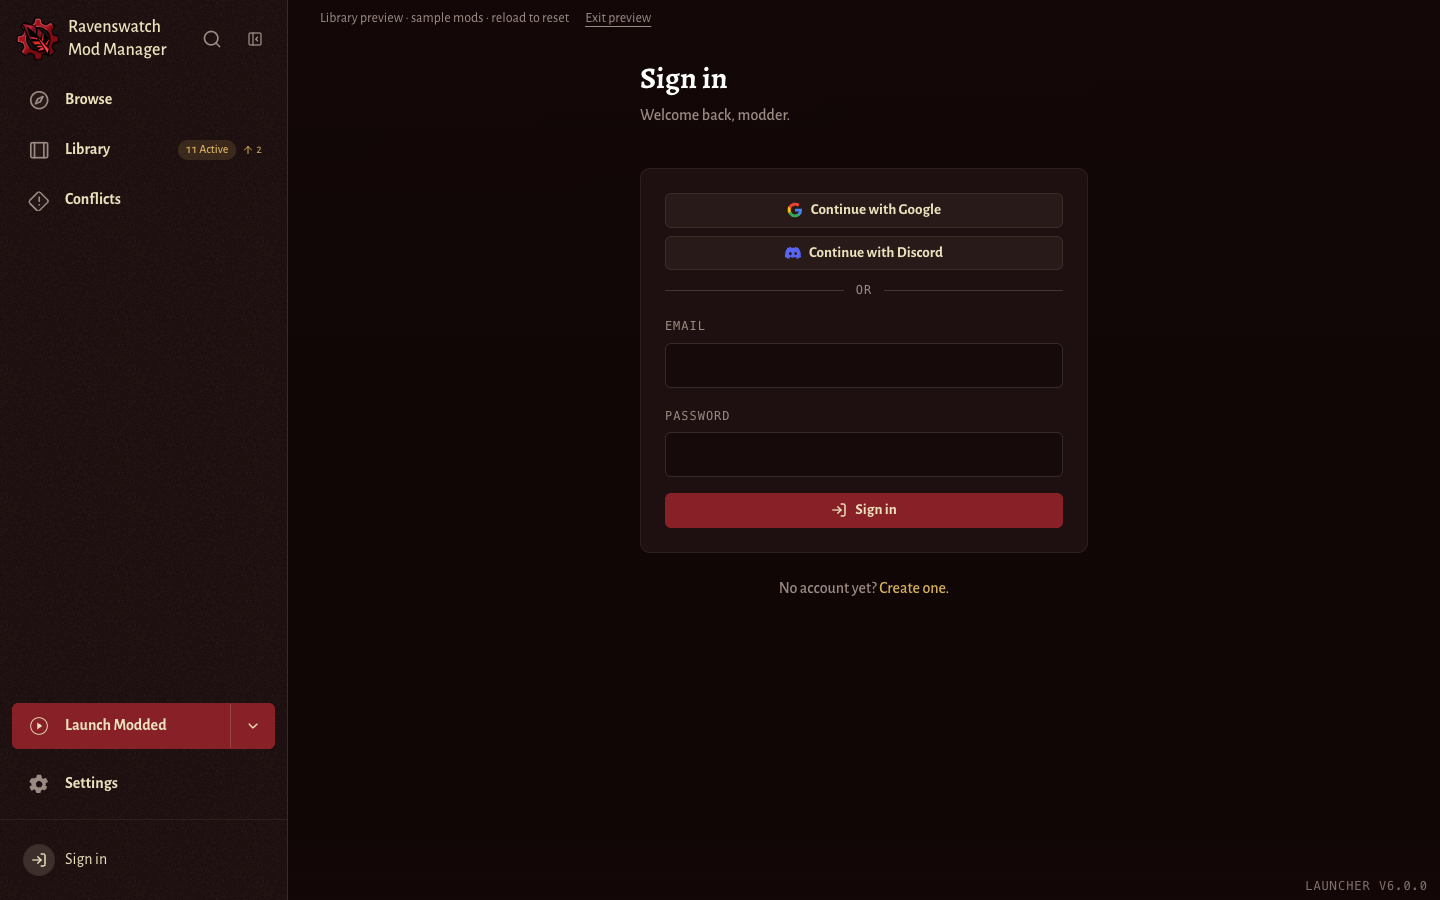 Ravenswatch
Mod Manager
Browse
Library
11 Active
↑ 2
Conflicts
Launch Modded
Settings
Sign in
Library preview · sample mods · reload to reset
Exit preview
Sign in
Welcome back, modder.
Continue with Google
Continue with Discord
OR
EMAIL
PASSWORD
Sign in
No account yet? Create one.
LAUNCHER V6.0.0